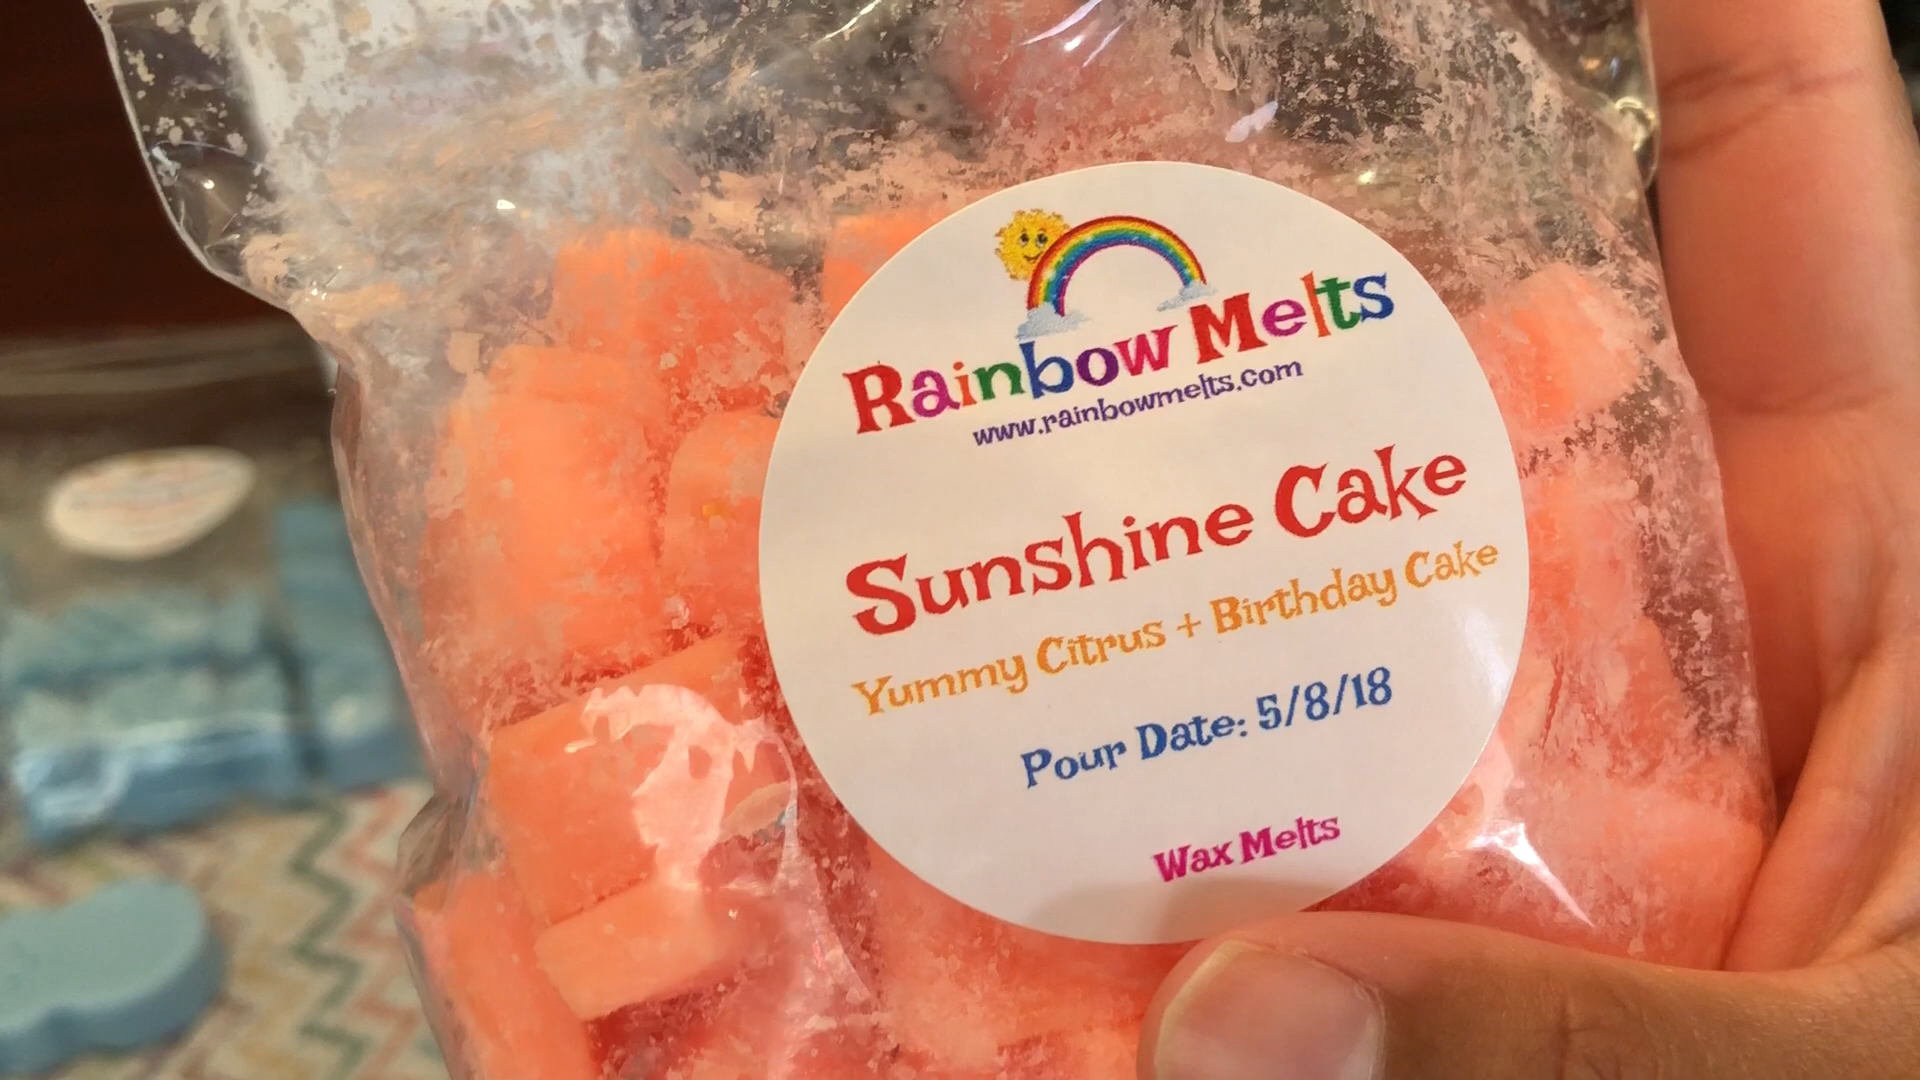 Rainbow Melts
www.rainbowmelts.com
Sunshine Cake
Yummy Citrus + Birthday Cake
Pour Date: 5/8/18
Wax Melts